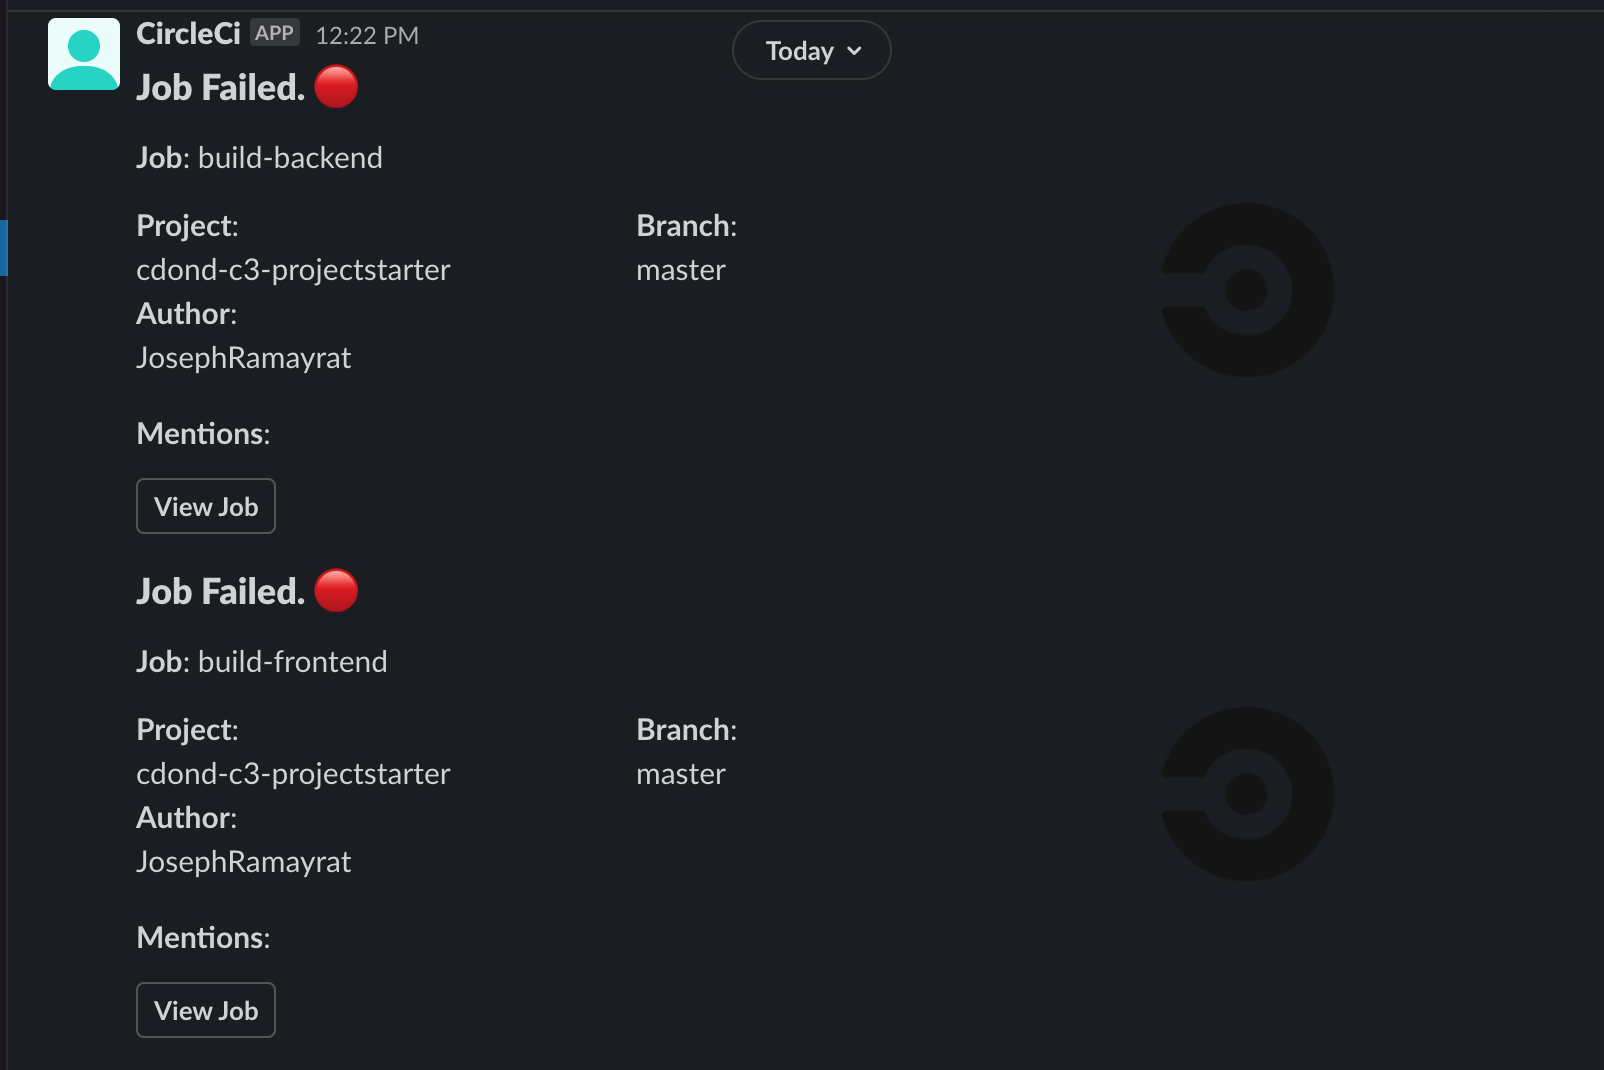 CircleCi APP 12:22 PM
Today
Job Failed.
Job: build-backend
Project:
cdond-c3-projectstarter
Branch:
master
Author:
JosephRamayrat
Mentions:
View Job
Job Failed.
Job: build-frontend
Project:
cdond-c3-projectstarter
Branch:
master
Author:
JosephRamayrat
Mentions:
View Job